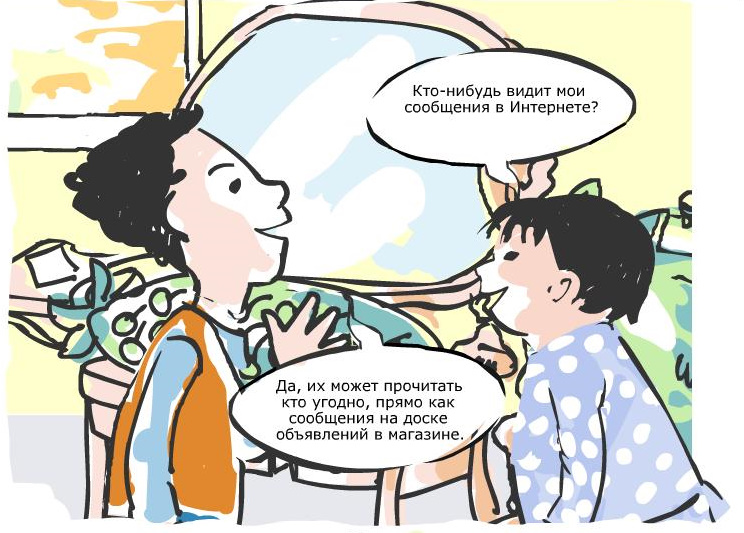 Кто-нибудь видит мои
сообщения в Интернете?
Да, их может прочитать
кто угодно, прямо как
сообщения на доске
объявлений в магазине.